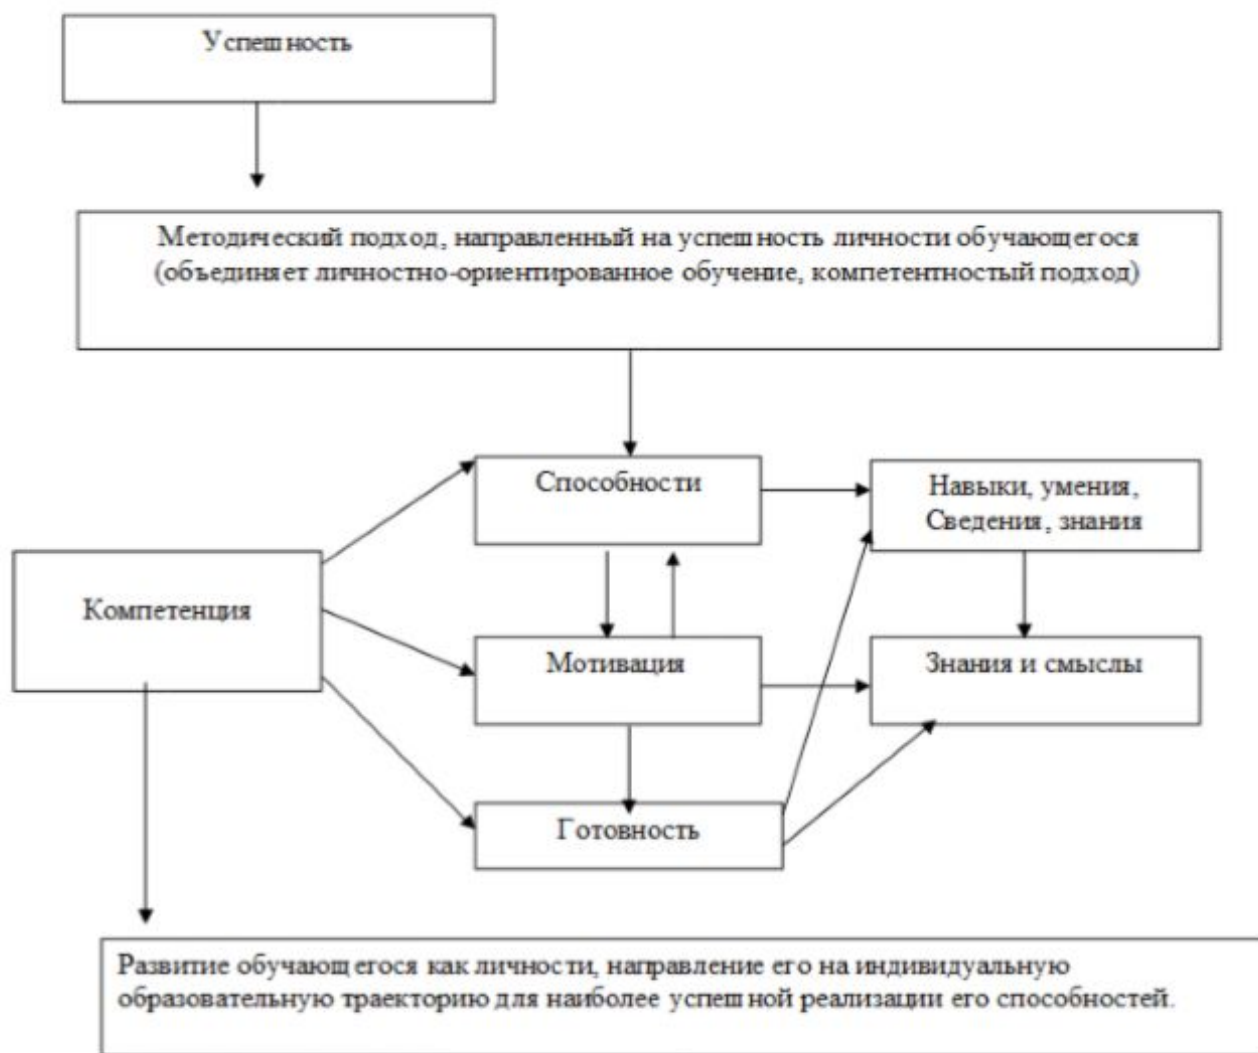 Успешность
Методический подход, направленный на успешность личности обучающегося
(объединяет личностно-ориентированное обучение, компетентостый подход)
Способности
Навыки, умения,
Сведения, знания
Компетенция
Мотивация
Знания и смыслы
Готовность
Развитие обучающегося как личности, направление его на индивидуальную
образовательную траекторию для наиболее успешной реализации его способностей.